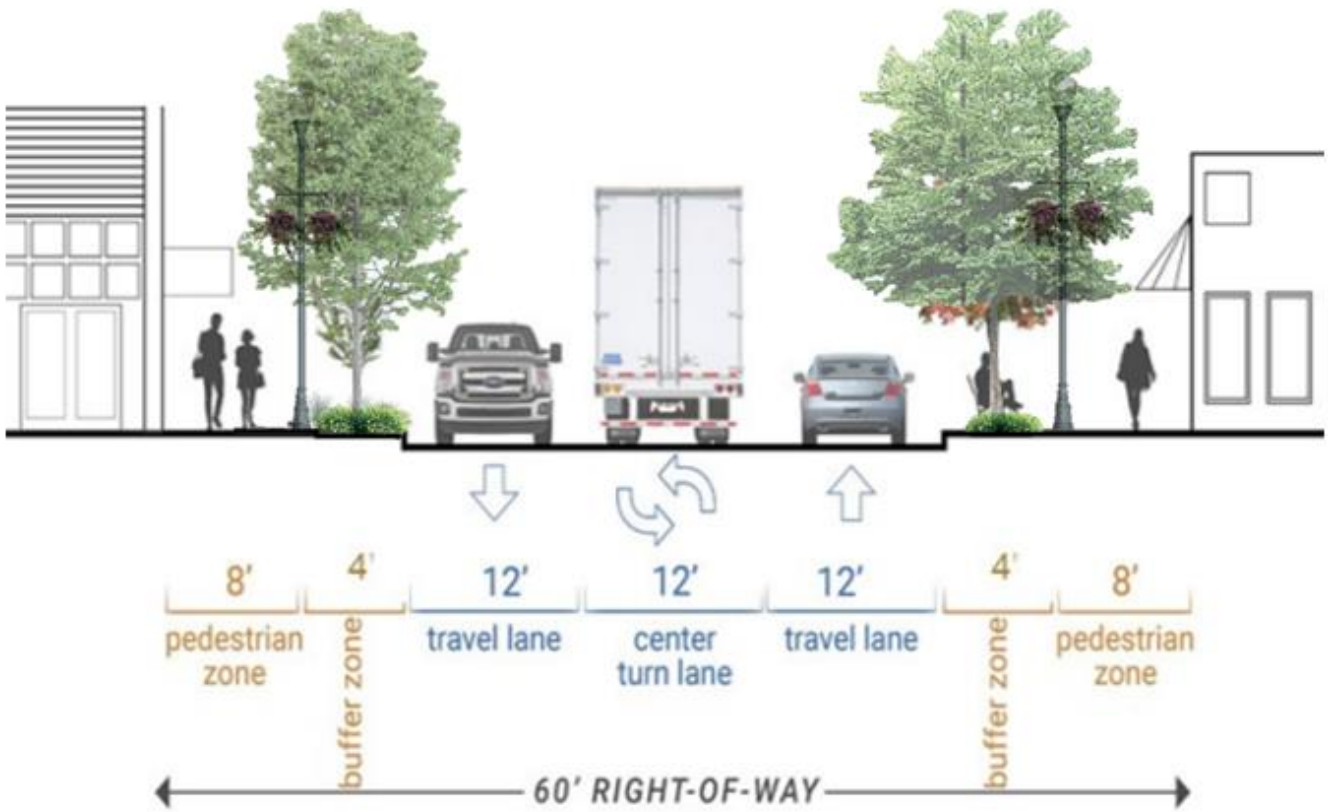 8’
4’
12’
12’
12’
4’
8’
pedestrian
zone
buffer zone
travel lane
center
turn lane
travel lane
buffer zone
pedestrian
zone
60’ RIGHT-OF-WAY